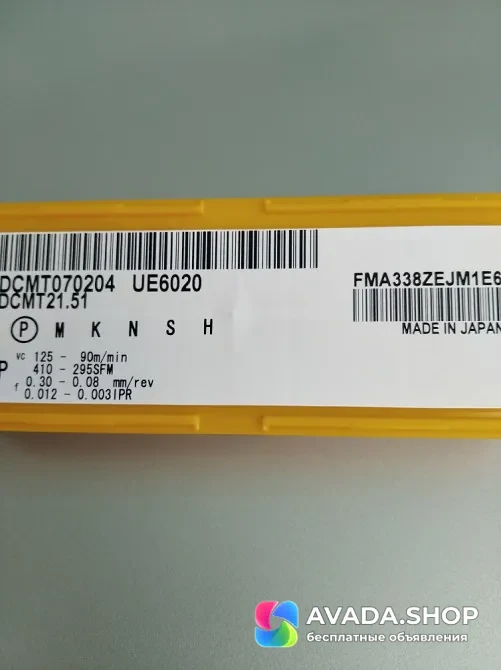 DCMT070204 UE6020
FMA338ZEJM1E6
DCMT21.51
MADE IN JAPAN
P M K N S H
vc 125 - 90m/min
P 410 - 295SFM
f 0.30 - 0.08 mm/rev
0.012 - 0.003IPR
AVADA.SHOP
бесплатные объявления